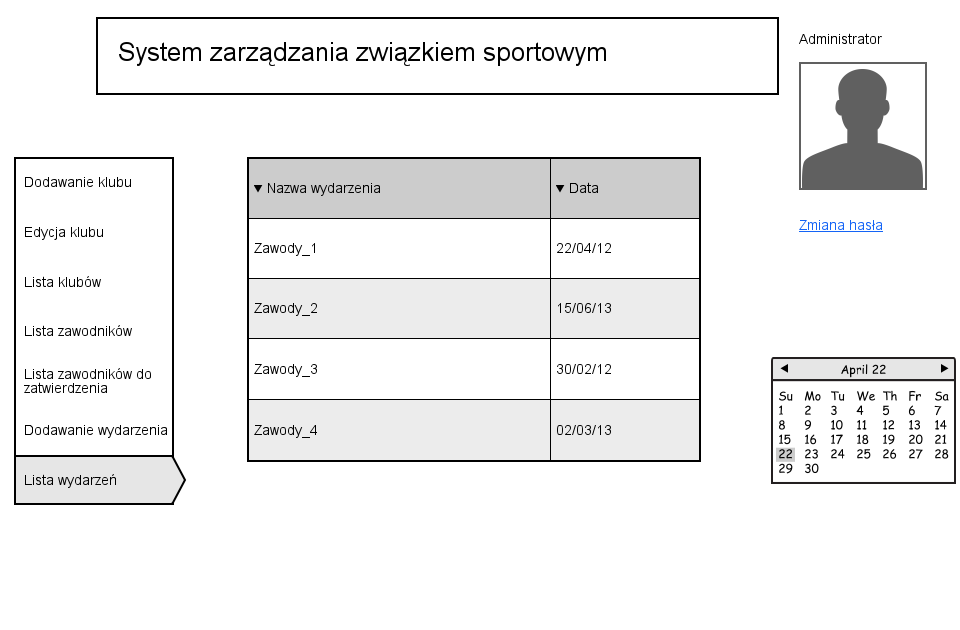 System zarządzania związkiem sportowym
Administrator
Zmiana hasła
Dodawanie klubu
Edycja klubu
Lista klubów
Lista zawodników
Lista zawodników do
zatwierdzenia
Dodawanie wydarzenia
Lista wydarzeń
Nazwa wydarzenia Data
Zawody_1 22/04/12
Zawody_2 15/06/13
Zawody_3 30/02/12
Zawody_4 02/03/13
April 22
Su Mo Tu We Th Fr Sa
1 2 3 4 5 6 7
8 9 10 11 12 13 14
15 16 17 18 19 20 21
22 23 24 25 26 27 28
29 30